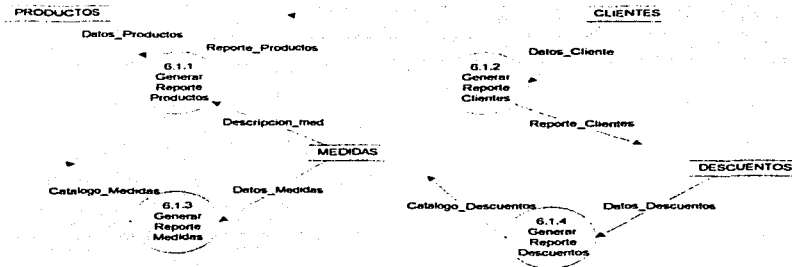 PRODUCTOS
CLIENTES
Datos_Productos
Reporte_Productos
Datos_Cliente
6.1.1
Generar
Reporte
Productos
6.1.2
Generar
Reporte
Clientes
Descripcion_med
Reporte_Clientes
MEDIDAS
DESCUENTOS
Catalogo_Medidas
Datos_Medidas
Catalogo_Descuentos
Datos_Descuentos
6.1.3
Generar
Reporte
Medidas
6.1.4
Generar
Reporte
Descuentos